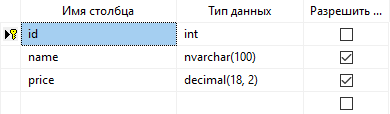 Имя столбца Тип данных Разрешить ...
id int
name nvarchar(100)
price decimal(18, 2)